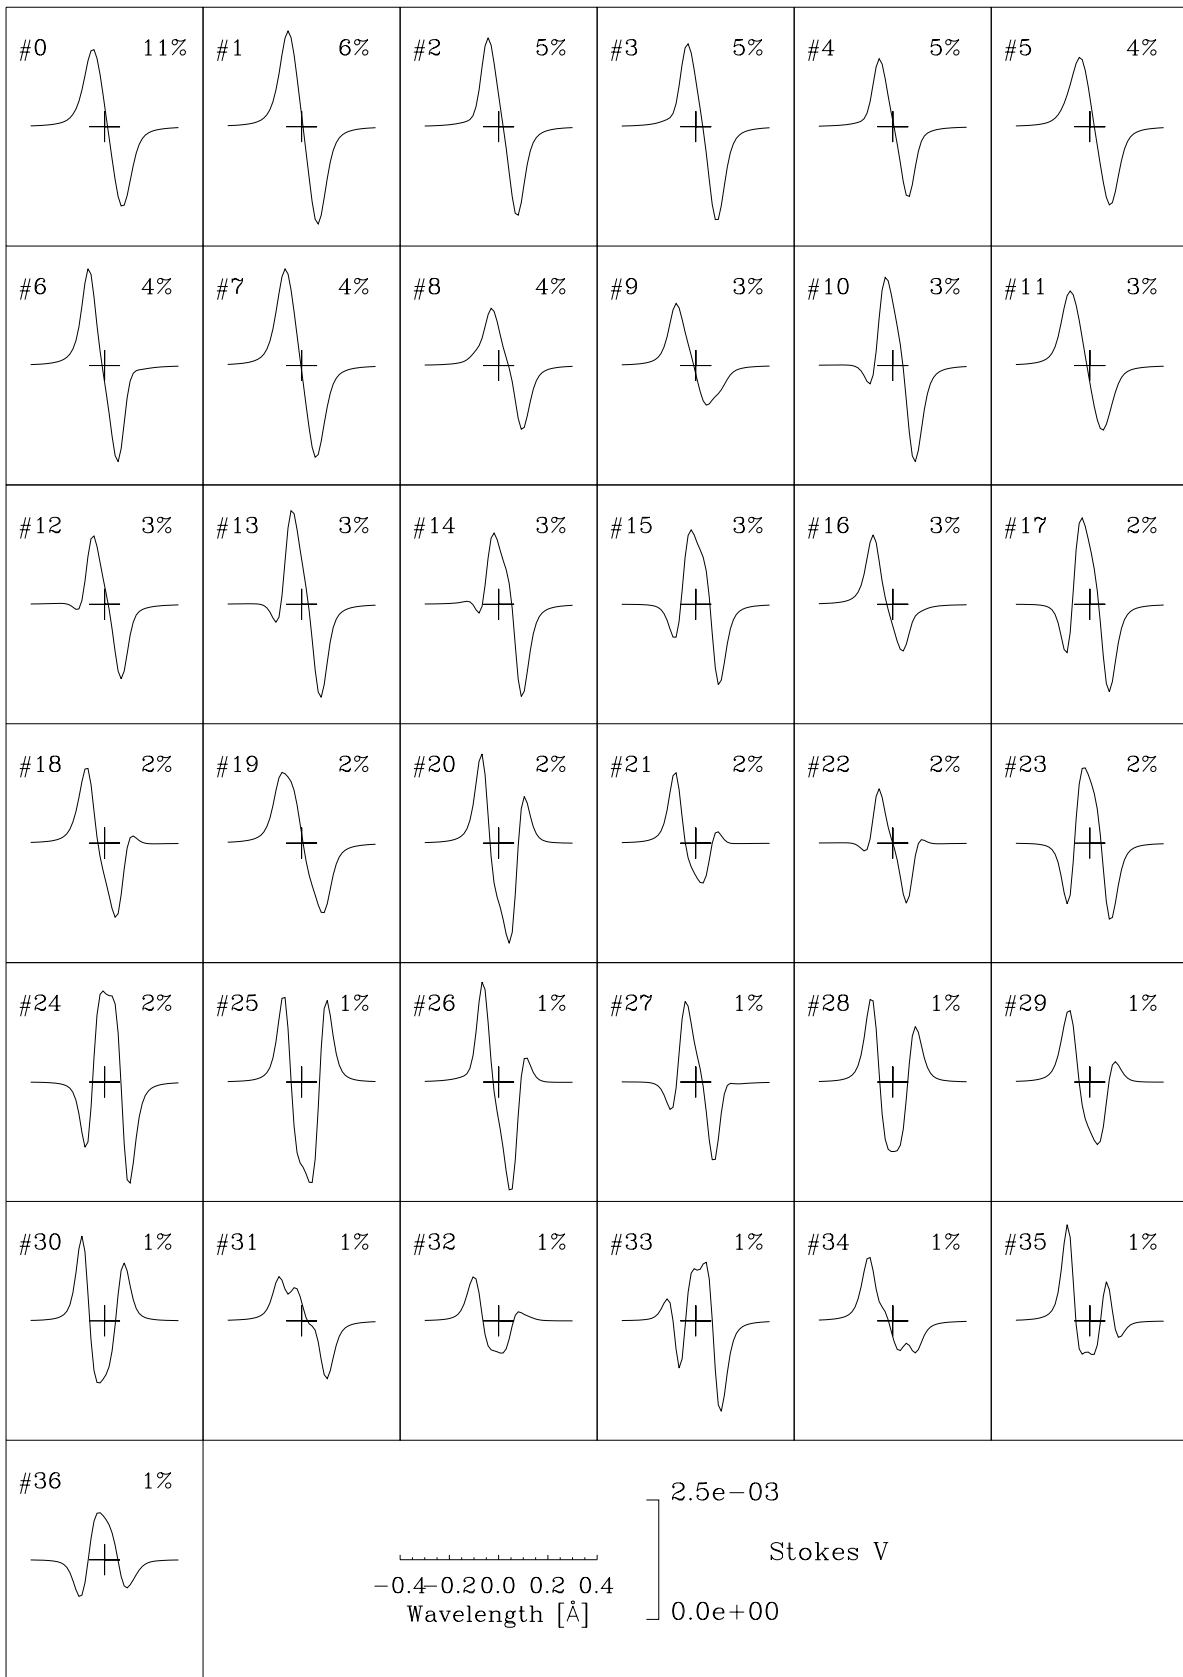 #0 11% #1 6% #2 5% #3 5% #4 5% #5 4%
#6 4% #7 4% #8 4% #9 3% #10 3% #11 3%
#12 3% #13 3% #14 3% #15 3% #16 3% #17 2%
#18 2% #19 2% #20 2% #21 2% #22 2% #23 2%
#24 2% #25 1% #26 1% #27 1% #28 1% #29 1%
#30 1% #31 1% #32 1% #33 1% #34 1% #35 1%
#36 1%
2.5e−03
Stokes V
−0.4−0.2 0.0 0.2 0.4
0.0e+00
Wavelength [Å]